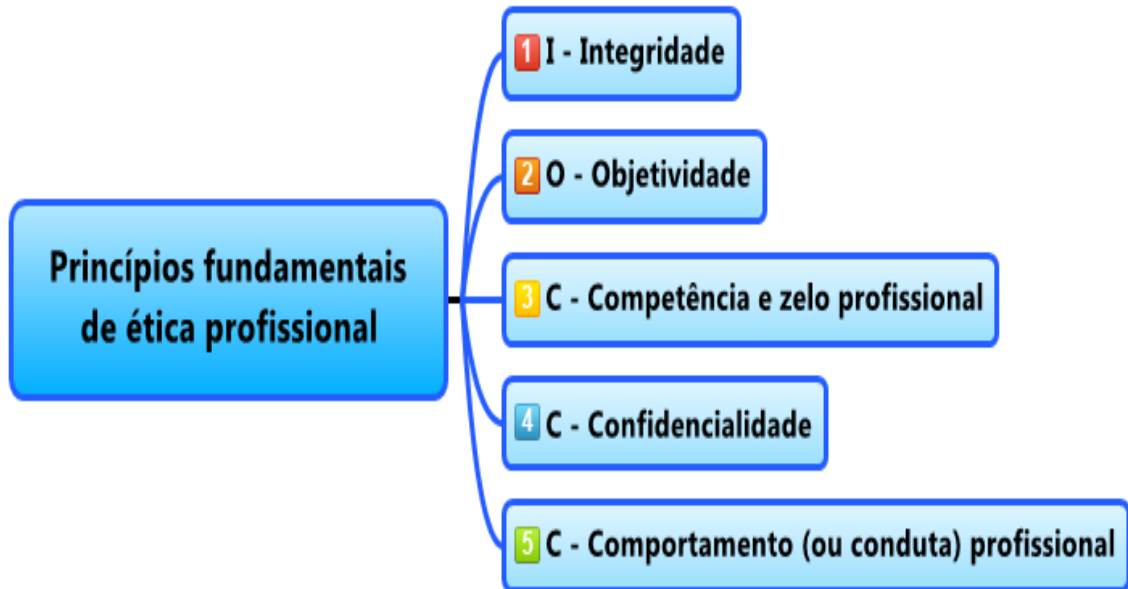 Princípios fundamentais
de ética profissional
1 I - Integridade
2 O - Objetividade
3 C - Competência e zelo profissional
4 C - Confidencialidade
5 C - Comportamento (ou conduta) profissional